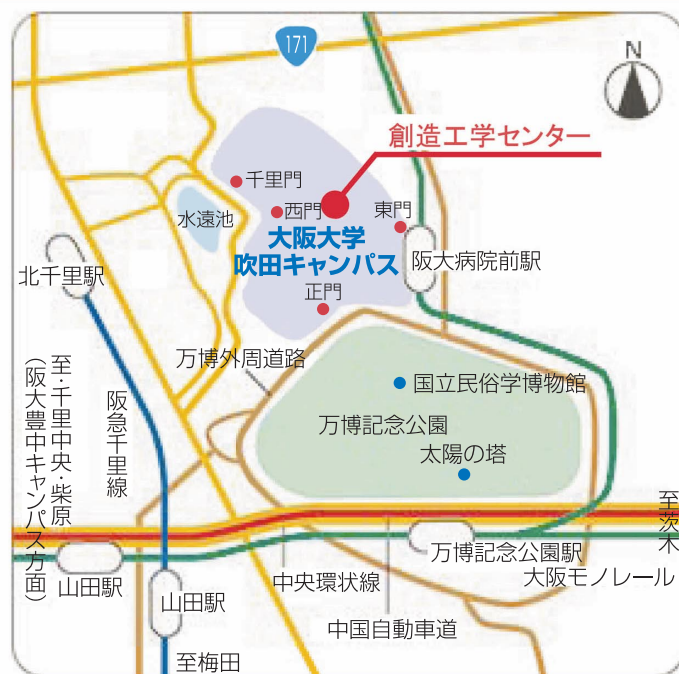 171
N
創造工学センター
千里門
西門
東門
水遠池
大阪大学
吹田キャンパス
阪大病院前駅
北千里駅
正門
万博外周道路
国立民俗学博物館
万博記念公園
太陽の塔
至・千里中央・柴原
(阪大豊中キャンパス方面)
阪急千里線
至茨木
万博記念公園駅
大阪モノレール
山田駅
山田駅
中央環状線
中国自動車道
至梅田